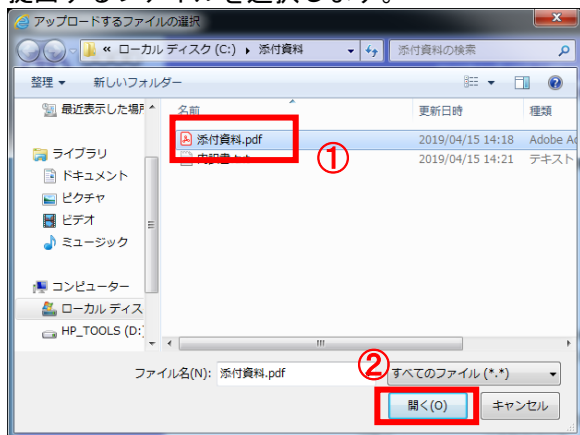 提出するファイルを選択します。
アップロードするファイルの選択
« ローカル ディスク (C:) ▸ 添付資料
添付資料の検索
整理 ▼ 新しいフォルダー
最近表示した場所
ライブラリ
ドキュメント
ピクチャ
ビデオ
ミュージック
コンピューター
ローカル ディス
HP_TOOLS (D:)
名前 更新日時 種類
添付資料.pdf 2019/04/15 14:18 Adobe Ac
2019/04/15 14:21 テキスト
①
ファイル名(N): 添付資料.pdf
②
すべてのファイル (*.*)
開く(O) キャンセル